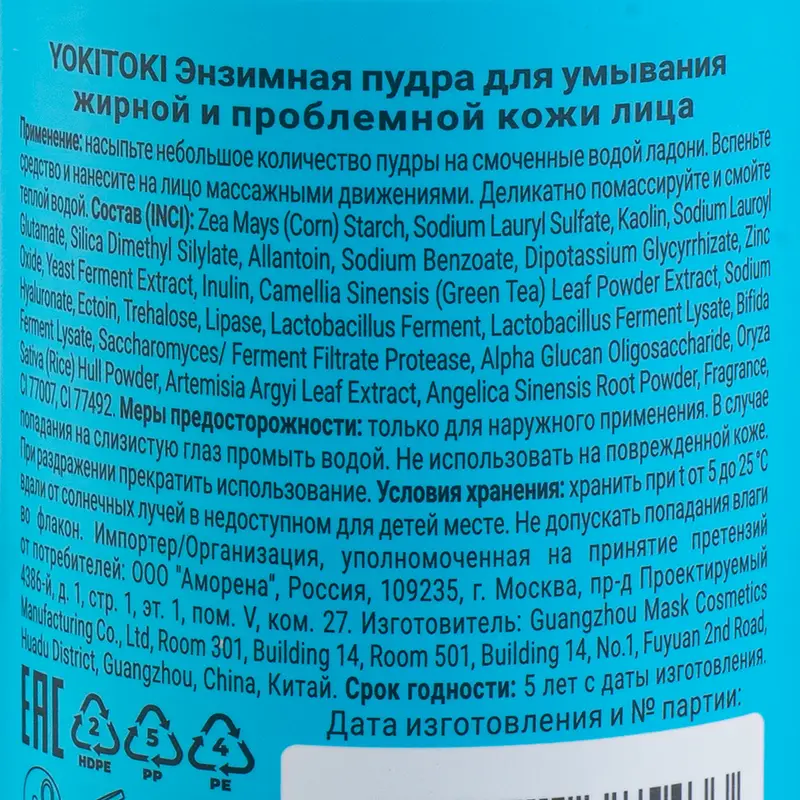 YOKITOKI Энзимная пудра для умывания
жирной и проблемной кожи лица
Применение: насыпьте небольшое количество пудры на смоченные водой ладони. Вспеньте
средство и нанесите на лицо массажными движениями. Деликатно помассируйте и смойте
теплой водой. Состав (INCI): Zea Mays (Corn) Starch, Sodium Lauryl Sulfate, Kaolin, Sodium Lauroyl
Glutamate, Silica Dimethyl Silylate, Allantoin, Sodium Benzoate, Dipotassium Glycyrrhizate, Zinc
Oxide, Yeast Ferment Extract, Inulin, Camellia Sinensis (Green Tea) Leaf Powder Extract, Sodium
Hyaluronate, Ectoin, Trehalose, Lipase, Lactobacillus Ferment, Lactobacillus Ferment Lysate, Bifida
Ferment Lysate, Saccharomyces/ Ferment Filtrate Protease, Alpha Glucan Oligosaccharide, Oryza
Sativa (Rice) Hull Powder, Artemisia Argyi Leaf Extract, Angelica Sinensis Root Powder, Fragrance,
CI 77007, CI 77492. Меры предосторожности: только для наружного применения. В случае
попадания на слизистую глаз промыть водой. Не использовать на поврежденной коже.
При раздражении прекратить использование. Условия хранения: хранить при t от 5 до 25 °C
вдали от солнечных лучей в недоступном для детей месте. Не допускать попадания влаги
во флакон. Импортер/Организация, уполномоченная на принятие претензий
от потребителей: ООО "Аморена", Россия, 109235, г. Москва, пр-д Проектируемый
4386-й, д. 1, стр. 1, эт. 1, пом. V, ком. 27. Изготовитель: Guangzhou Mask Cosmetics
Manufacturing Co., Ltd, Room 301, Building 14, Room 501, Building 14, No.1, Fuyuan 2nd Road,
Huadu District, Guangzhou, China, Китай. Срок годности: 5 лет с даты изготовления.
Дата изготовления и № партии:
EAC 2 5 4
HDPE PP PE